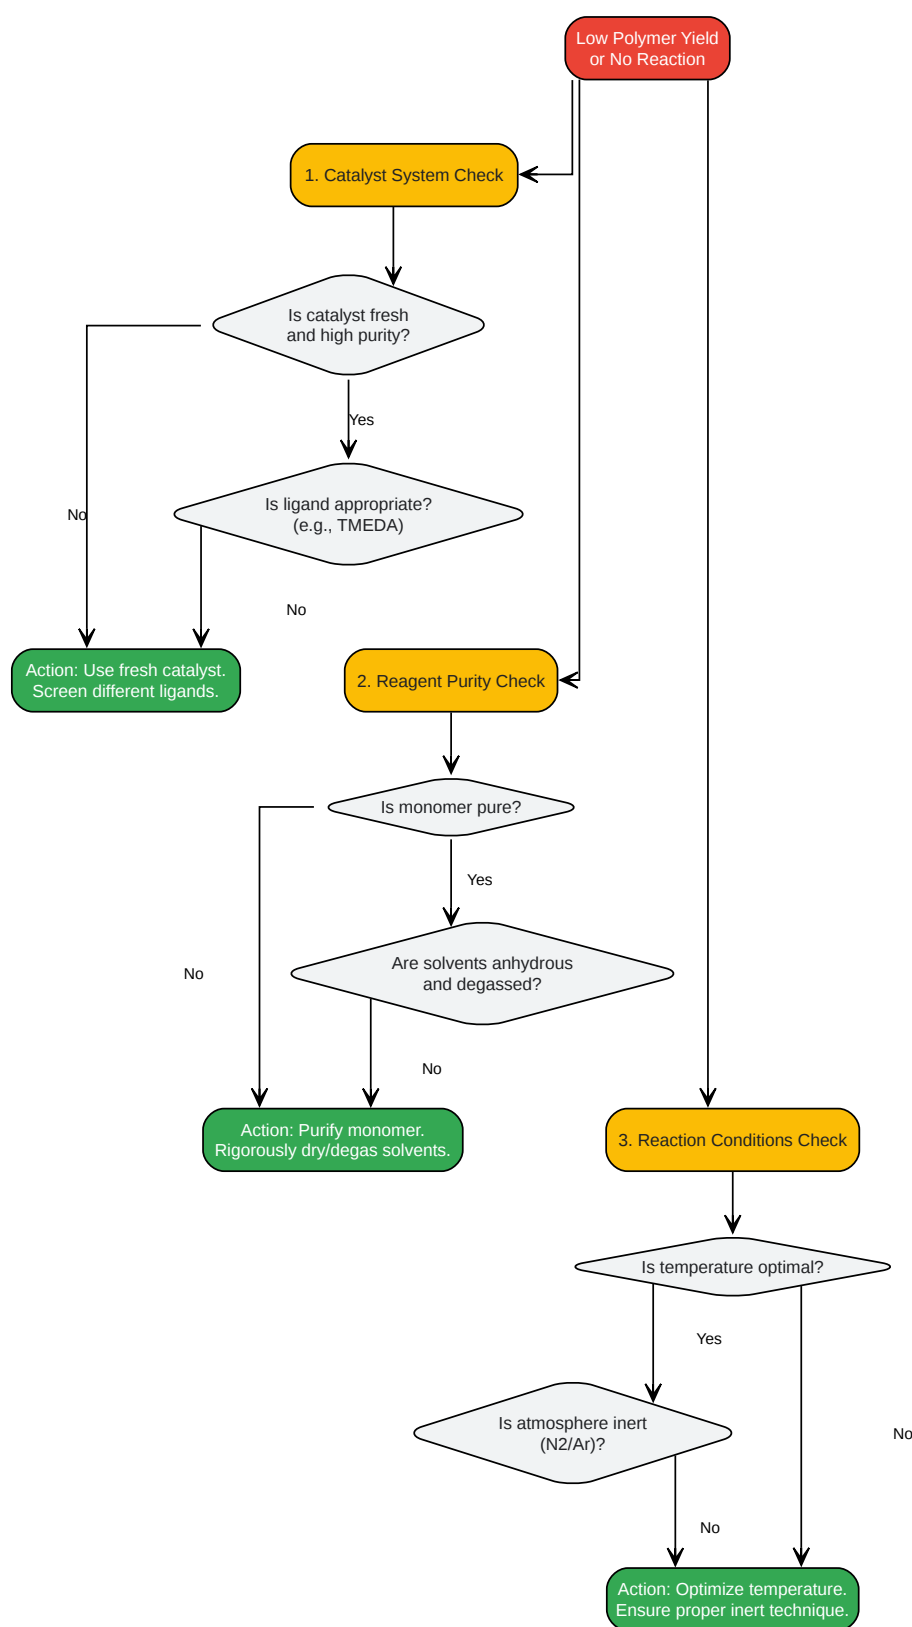 Low Polymer Yield
or No Reaction
1. Catalyst System Check
Is catalyst fresh
and high purity?
Yes
Is ligand appropriate?
(e.g., TMEDA)
No
No
Action: Use fresh catalyst.
Screen different ligands.
2. Reagent Purity Check
Is monomer pure?
Yes
Are solvents anhydrous
and degassed?
No
No
Action: Purify monomer.
Rigorously dry/degas solvents.
3. Reaction Conditions Check
Is temperature optimal?
Yes
Is atmosphere inert
(N2/Ar)?
No
No
Action: Optimize temperature.
Ensure proper inert technique.